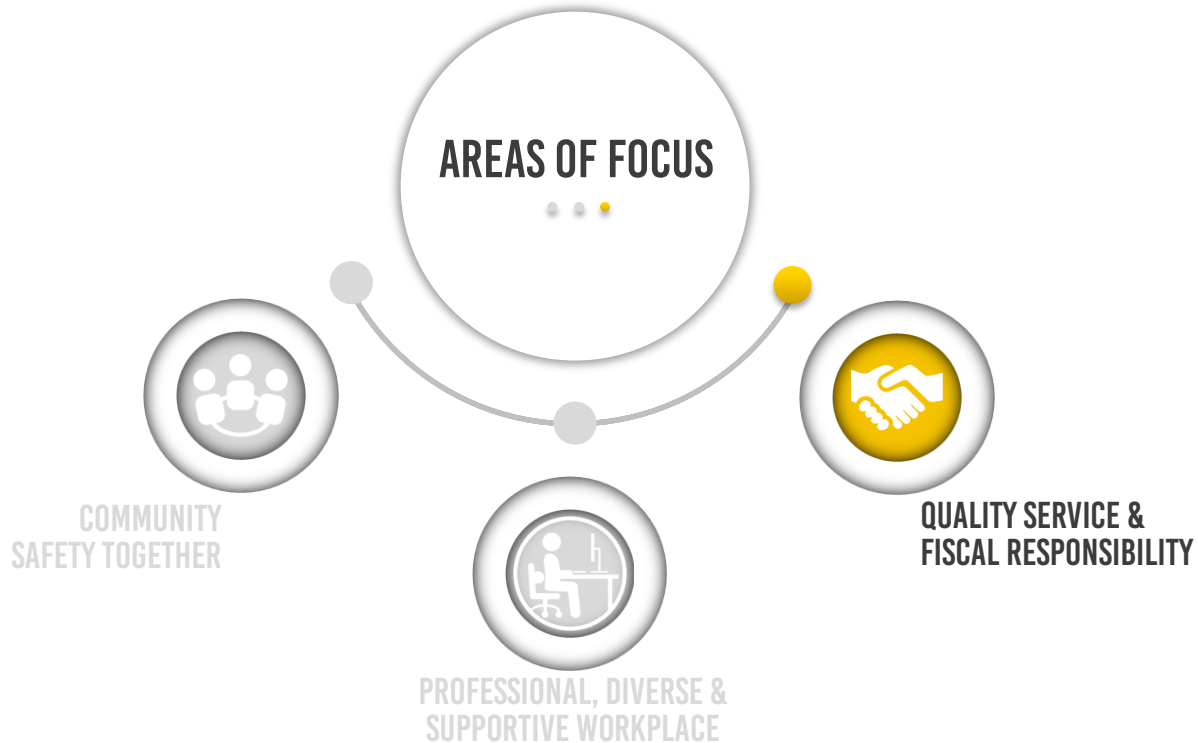 AREAS OF FOCUS
COMMUNITY
SAFETY TOGETHER
PROFESSIONAL, DIVERSE &
SUPPORTIVE WORKPLACE
QUALITY SERVICE &
FISCAL RESPONSIBILITY